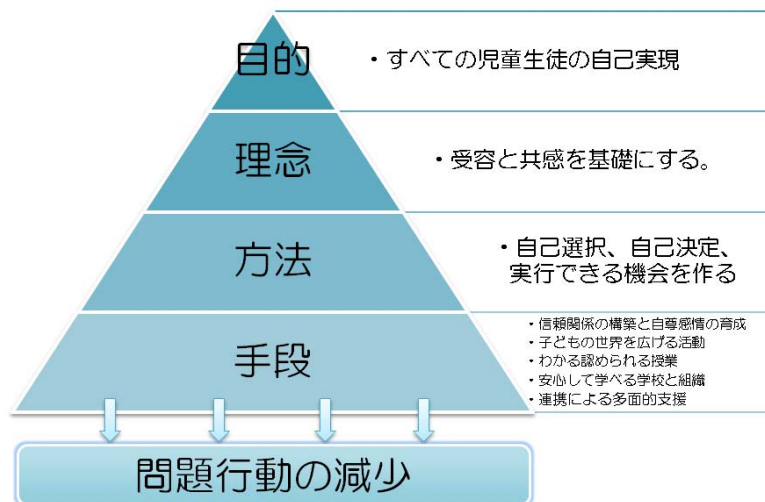 目的
・すべての児童生徒の自己実現
理念
・受容と共感を基礎にする。
方法
・自己選択、自己決定、
実行できる機会を作る
手段
・信頼関係の構築と自尊感情の育成
・子どもの世界を広げる活動
・わかる認められる授業
・安心して学べる学校と組織
・連携による多面的支援
問題行動の減少